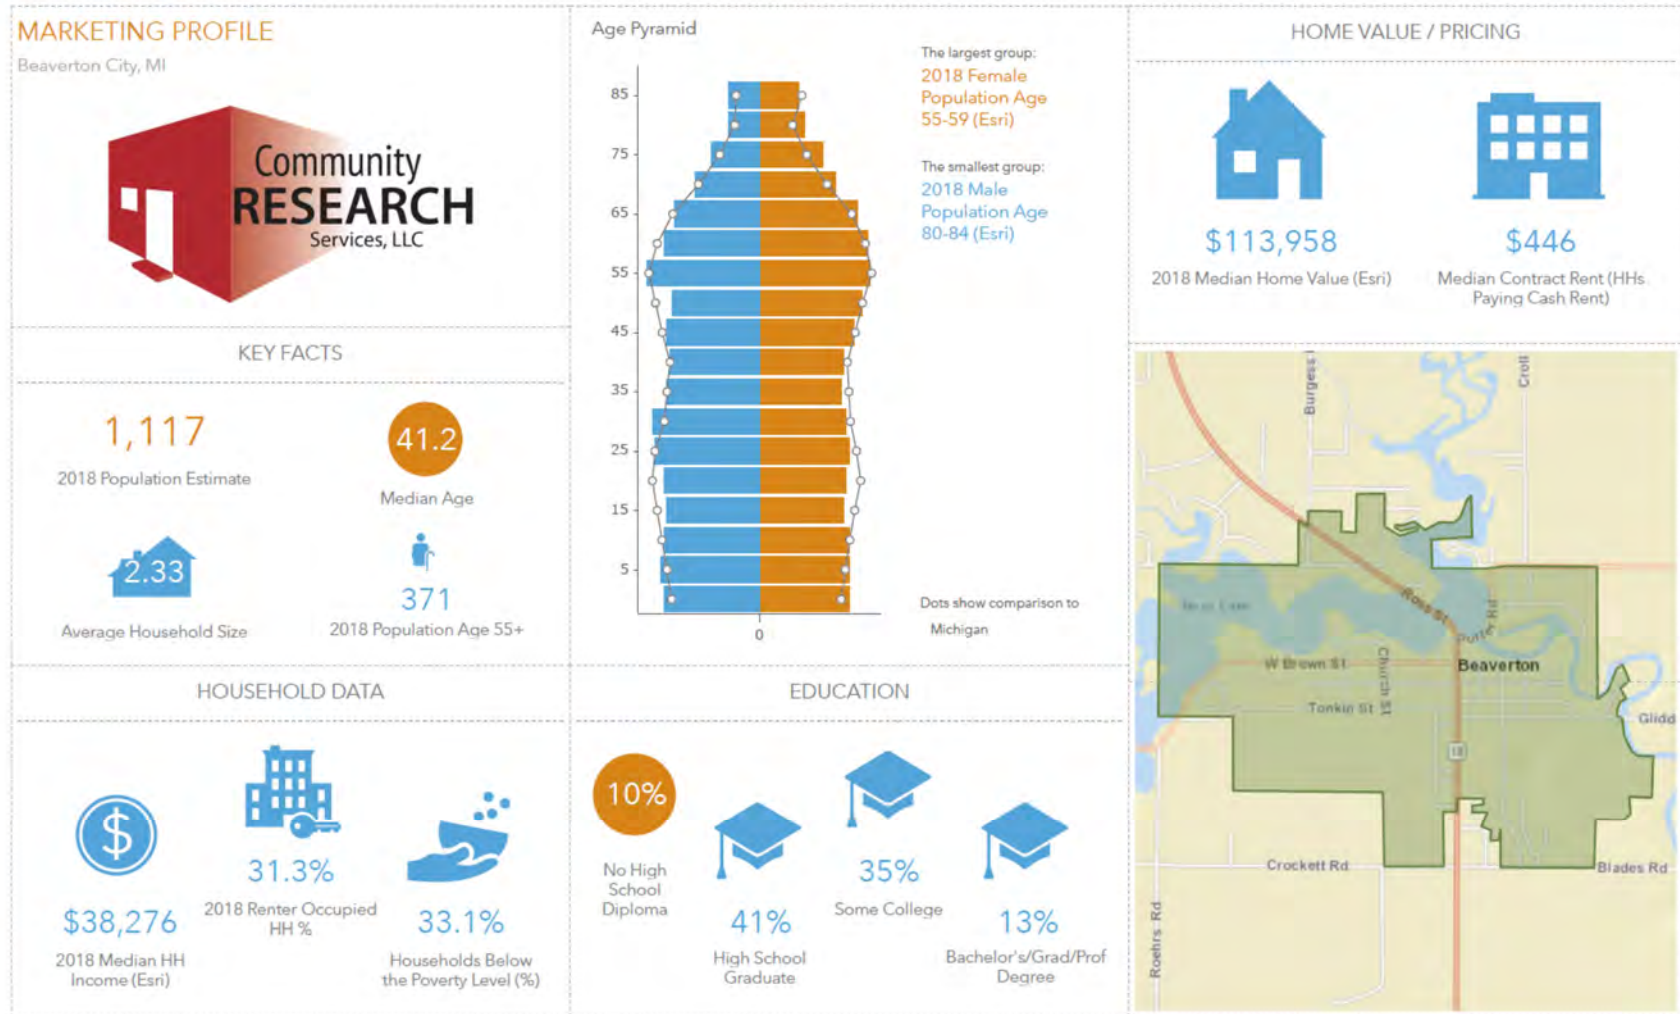 MARKETING PROFILE
Beaverton City, MI
Community
RESEARCH
Services, LLC
KEY FACTS
1,117
2018 Population Estimate
41.2
Median Age
2.33
Average Household Size
371
2018 Population Age 55+
Age Pyramid
85
75
65
55
45
35
25
15
5
0
The largest group:
2018 Female
Population Age
55-59 (Esri)
The smallest group:
2018 Male
Population Age
80-84 (Esri)
Dots show comparison to
Michigan
HOME VALUE / PRICING
$113,958
2018 Median Home Value (Esri)
$446
Median Contract Rent (HHs
Paying Cash Rent)
HOUSEHOLD DATA
$38,276
2018 Median HH
Income (Esri)
31.3%
2018 Renter Occupied
HH %
33.1%
Households Below
the Poverty Level (%)
EDUCATION
10%
No High
School
Diploma
41%
High School
Graduate
35%
Some College
13%
Bachelor's/Grad/Prof
Degree
Burgess
Croll
Ross St
Porter Rd
W Brown St
Church St
Beaverton
Tonkin St
Glidd
18
Crockett Rd
Blades Rd
Roehrs Rd